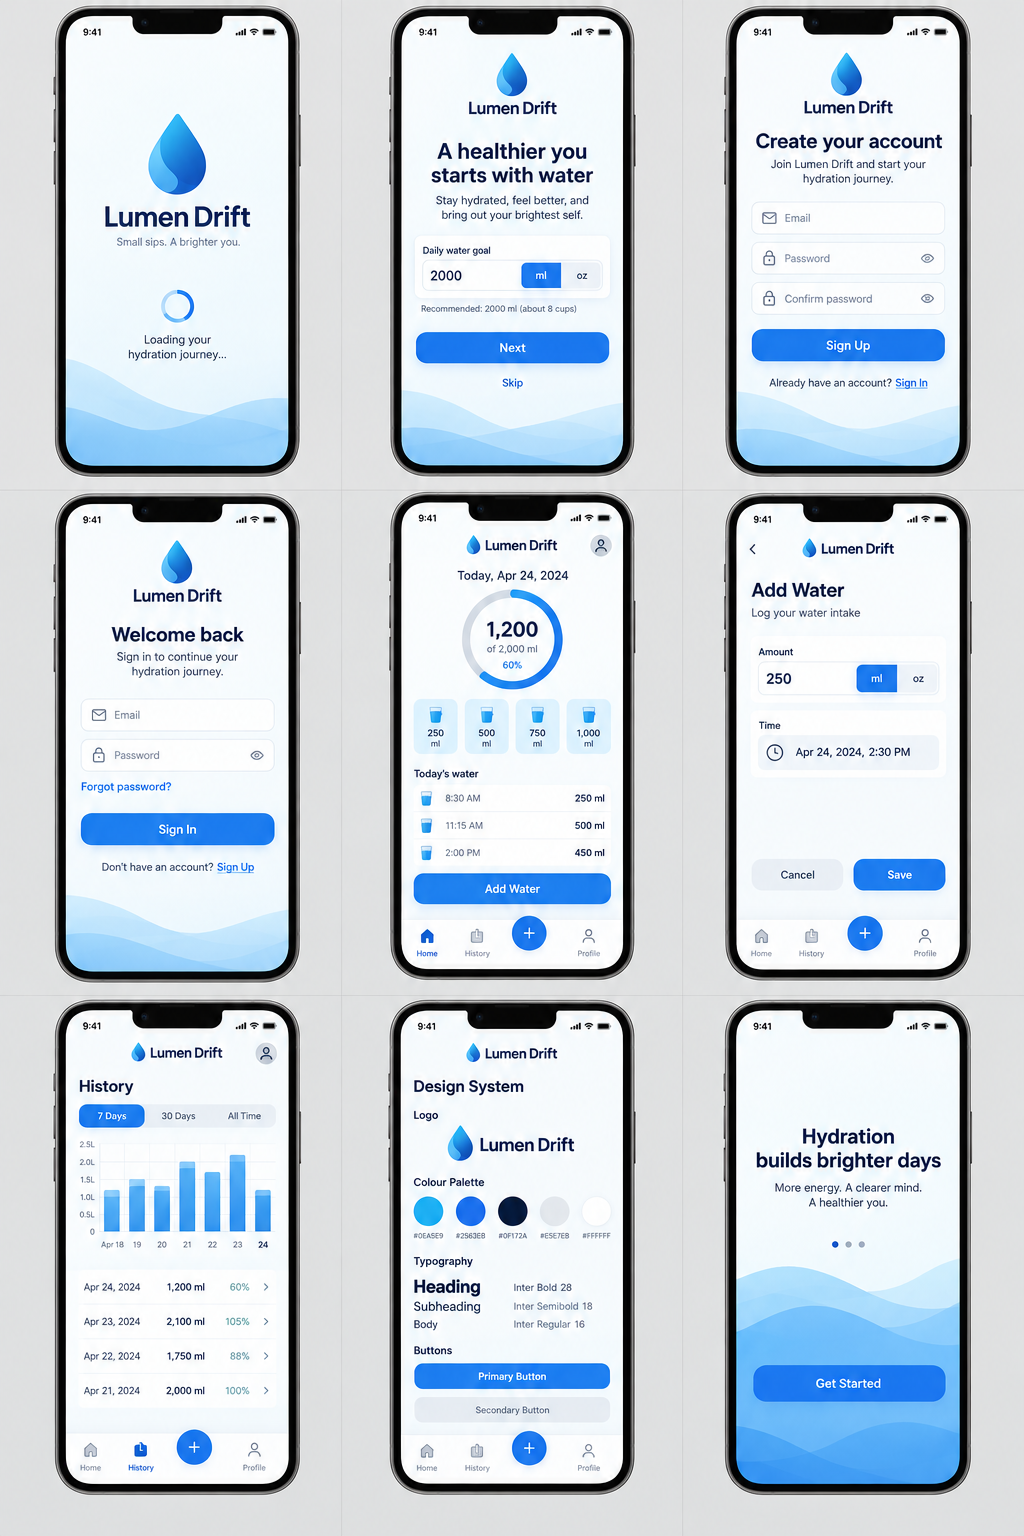 9:41
Lumen Drift
Small sips. A brighter you.
Loading your
hydration journey...
9:41
Lumen Drift
A healthier you
starts with water
Stay hydrated, feel better, and
bring out your brightest self.
Daily water goal
2000 ml oz
Recommended: 2000 ml (about 8 cups)
Next
Skip
9:41
Lumen Drift
Create your account
Join Lumen Drift and start your
hydration journey.
Email
Password
Confirm password
Sign Up
Already have an account? Sign In
9:41
Lumen Drift
Welcome back
Sign in to continue your
hydration journey.
Email
Password
Forgot password?
Sign In
Don't have an account? Sign Up
9:41
Lumen Drift
Today, Apr 24, 2024
1,200
of 2,000 ml
60%
250 ml
500 ml
750 ml
1,000 ml
Today's water
8:30 AM 250 ml
11:15 AM 500 ml
2:00 PM 450 ml
Add Water
Home History + Profile
9:41
Lumen Drift
Add Water
Log your water intake
Amount
250 ml oz
Time
Apr 24, 2024, 2:30 PM
Cancel Save
Home History + Profile
9:41
Lumen Drift
History
7 Days 30 Days All Time
2.5L
2.0L
1.5L
1.0L
0.5L
0
Apr 18 19 20 21 22 23 24
Apr 24, 2024 1,200 ml 60%
Apr 23, 2024 2,100 ml 105%
Apr 22, 2024 1,750 ml 88%
Apr 21, 2024 2,000 ml 100%
Home History + Profile
9:41
Lumen Drift
Design System
Logo
Lumen Drift
Colour Palette
#0EASE9 #2S63EB #0F172A #E5E7EB #FFFFFF
Typography
Heading Inter Bold 28
Subheading Inter Semibold 18
Body Inter Regular 16
Buttons
Primary Button
Secondary Button
Home History + Profile
9:41
Hydration
builds brighter days
More energy. A clearer mind.
A healthier you.
Get Started